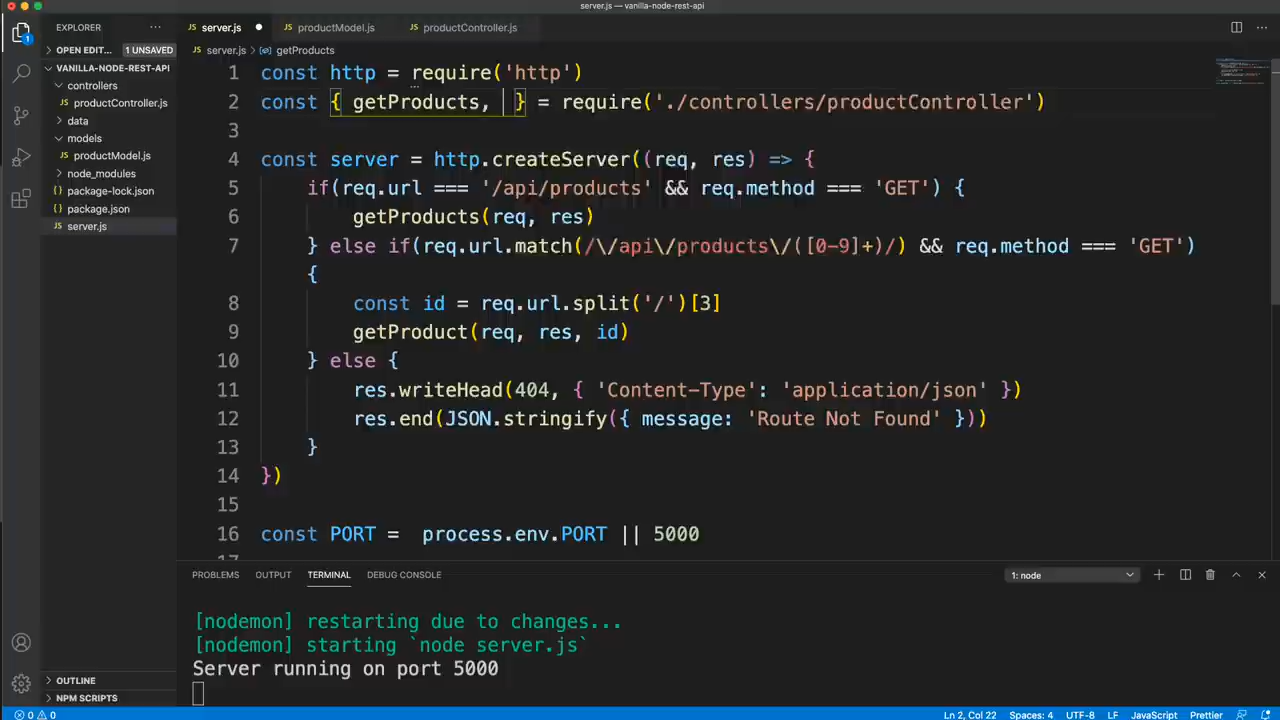 server.js — vanilla-node-rest-api
EXPLORER ···
server.js ● productModel.js productController.js
OPEN EDIT... 1 UNSAVED
server.js > getProducts
VANILLA-NODE-REST-API
controllers
JS productController.js
data
models
JS productModel.js
node_modules
package-lock.json
package.json
JS server.js
OUTLINE
NPM SCRIPTS
1 const http = require('http')
2 const { getProducts, } = require('./controllers/productController')
3
4 const server = http.createServer((req, res) => {
5 if(req.url === '/api/products' && req.method === 'GET') {
6 getProducts(req, res)
7 } else if(req.url.match(/\/api\/products\/([0-9]+)/) && req.method === 'GET')
{
8 const id = req.url.split('/')[3]
9 getProduct(req, res, id)
10 } else {
11 res.writeHead(404, { 'Content-Type': 'application/json' })
12 res.end(JSON.stringify({ message: 'Route Not Found' }))
13 }
14 })
15
16 const PORT = process.env.PORT || 5000
PROBLEMS OUTPUT TERMINAL DEBUG CONSOLE 1: node
[nodemon] restarting due to changes...
[nodemon] starting `node server.js`
Server running on port 5000
0 0 Ln 2, Col 22 Spaces: 4 UTF-8 LF JavaScript Prettier